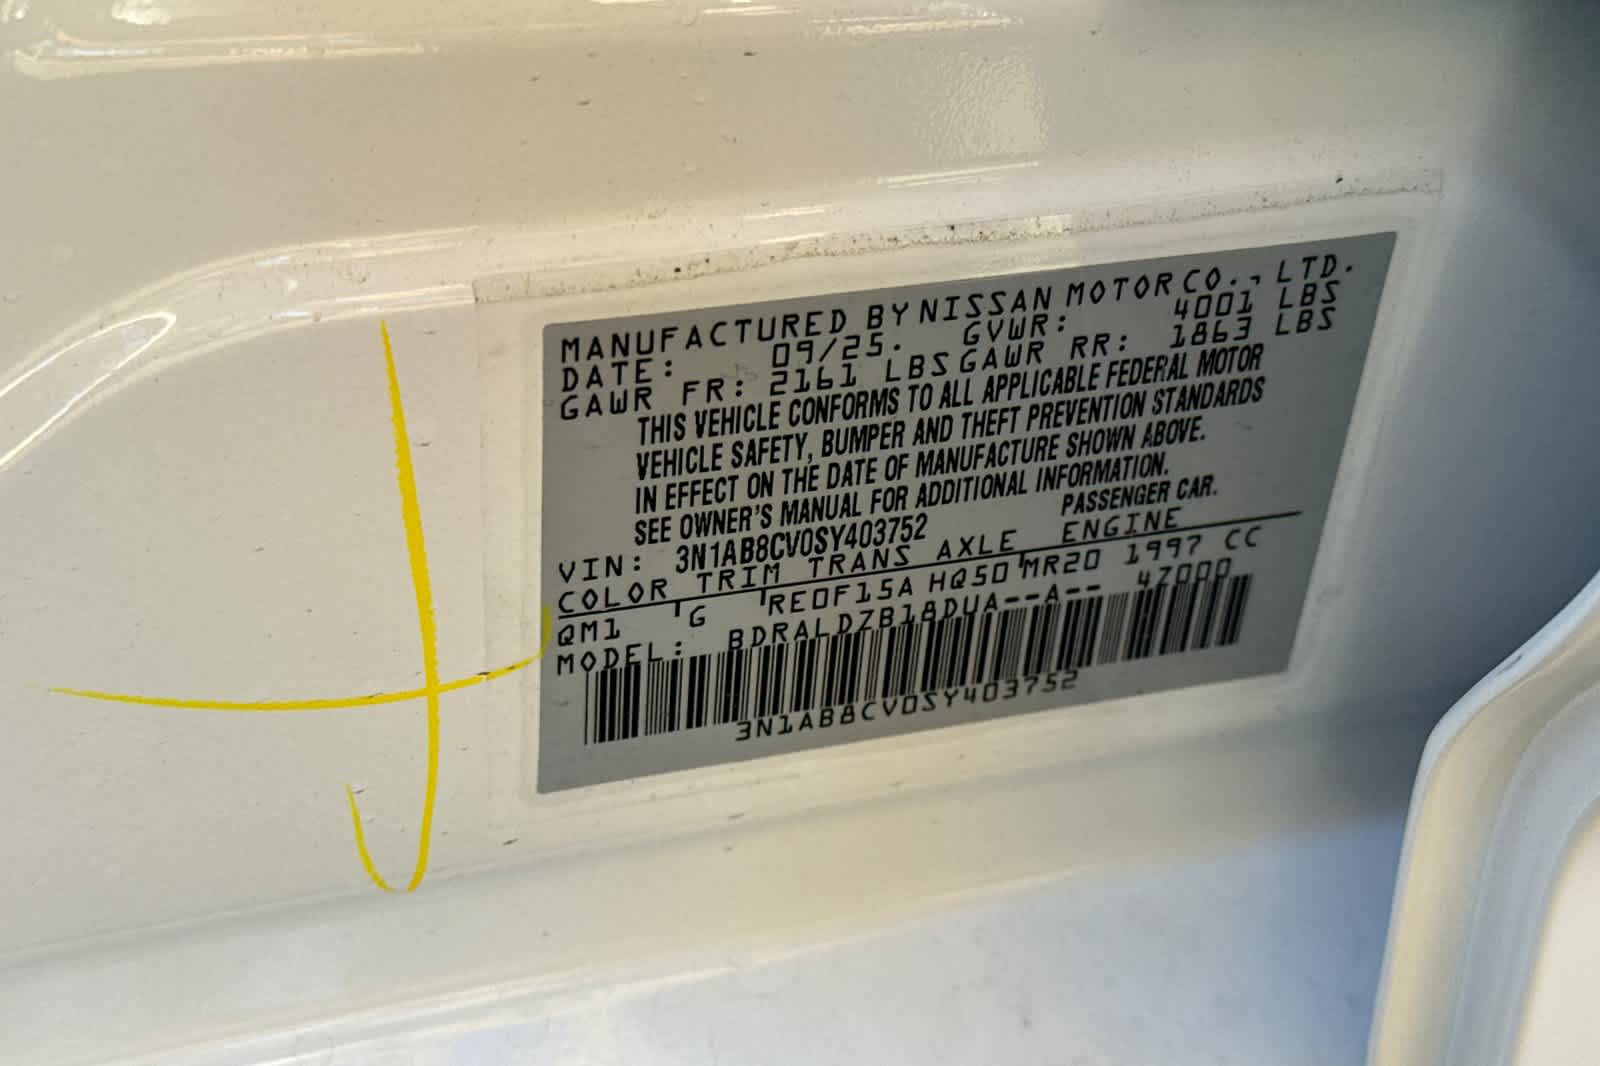 MANUFACTURED BY NISSAN MOTOR CO., LTD.
DATE: 09/25. GVWR: 4001 LBS
GAWR FR: 2161 LBS GAWR RR: 1863 LBS
THIS VEHICLE CONFORMS TO ALL APPLICABLE FEDERAL MOTOR
VEHICLE SAFETY, BUMPER AND THEFT PREVENTION STANDARDS
IN EFFECT ON THE DATE OF MANUFACTURE SHOWN ABOVE.
SEE OWNER'S MANUAL FOR ADDITIONAL INFORMATION.
VIN: 3N1AB8CV0SY403752 PASSENGER CAR.
COLOR TRIM TRANS AXLE ENGINE
QM1 G RE0F15A HQ50 MR20 1997 CC
MODEL: BDRALDZB18DUA--A-- 47000
3N1AB8CV0SY403752